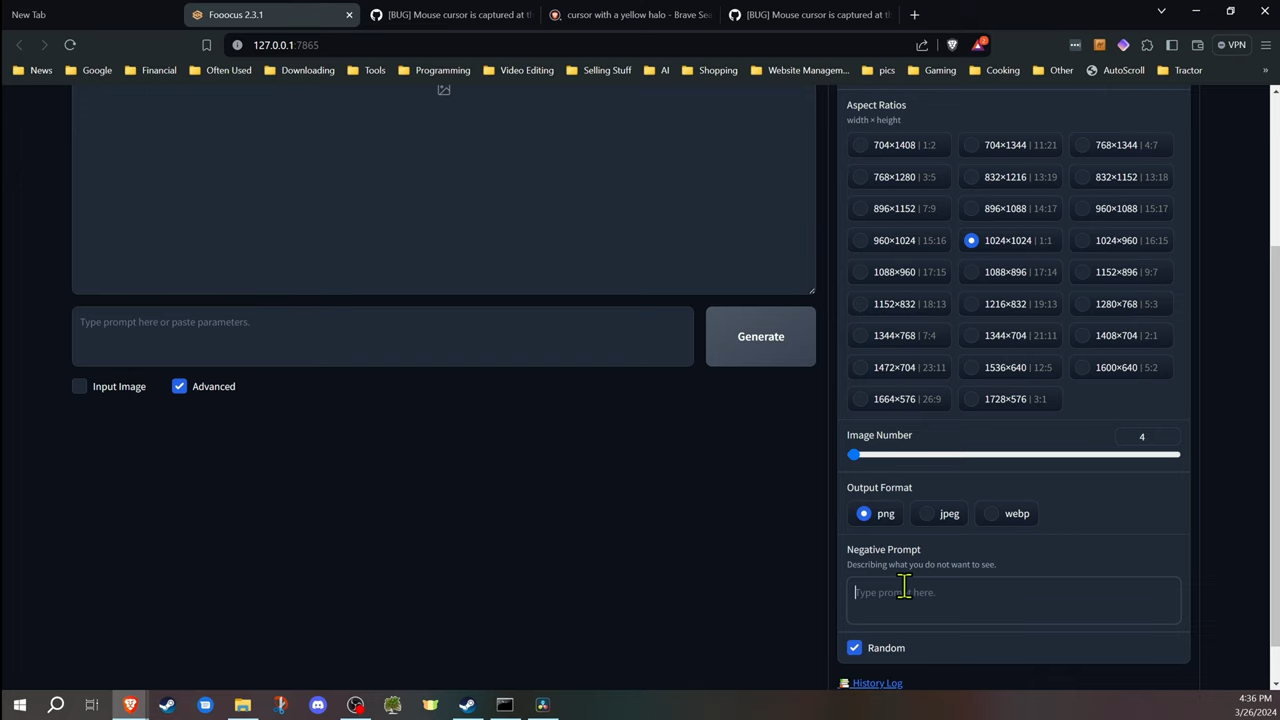 New Tab
Fooocus 2.3.1
[BUG] Mouse cursor is captured at th
cursor with a yellow halo - Brave Sea
[BUG] Mouse cursor is captured at th
127.0.0.1:7865
2
VPN
News
Google
Financial
Often Used
Downloading
Tools
Programming
Video Editing
Selling Stuff
AI
Shopping
Website Managem...
pics
Gaming
Cooking
Other
AutoScroll
Tractor
»
Aspect Ratios
width × height
704×1408 | 1:2
704×1344 | 11:21
768×1344 | 4:7
768×1280 | 3:5
832×1216 | 13:19
832×1152 | 13:18
896×1152 | 7:9
896×1088 | 14:17
960×1088 | 15:17
960×1024 | 15:16
1024×1024 | 1:1
1024×960 | 16:15
1088×960 | 17:15
1088×896 | 17:14
1152×896 | 9:7
1152×832 | 18:13
1216×832 | 19:13
1280×768 | 5:3
1344×768 | 7:4
1344×704 | 21:11
1408×704 | 2:1
1472×704 | 23:11
1536×640 | 12:5
1600×640 | 5:2
1664×576 | 26:9
1728×576 | 3:1
Type prompt here or paste parameters.
Generate
Input Image
Advanced
Image Number
4
Output Format
png
jpeg
webp
Negative Prompt
Describing what you do not want to see.
Type prompt here.
Random
History Log
4:36 PM
3/26/2024